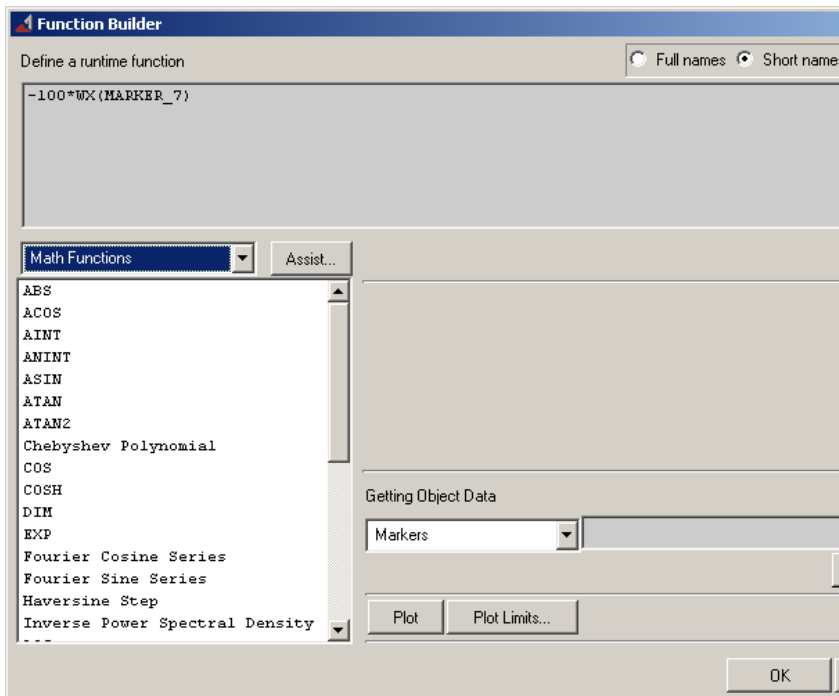 Function Builder
Define a runtime function
Full names
Short name
-100*WX(MARKER_7)
Math Functions
Assist...
ABS
ACOS
AINT
ANINT
ASIN
ATAN
ATAN2
Chebyshev Polynomial
COS
COSH
DIM
EXP
Fourier Cosine Series
Fourier Sine Series
Haversine Step
Inverse Power Spectral Density
Getting Object Data
Markers
Plot
Plot Limits...
OK